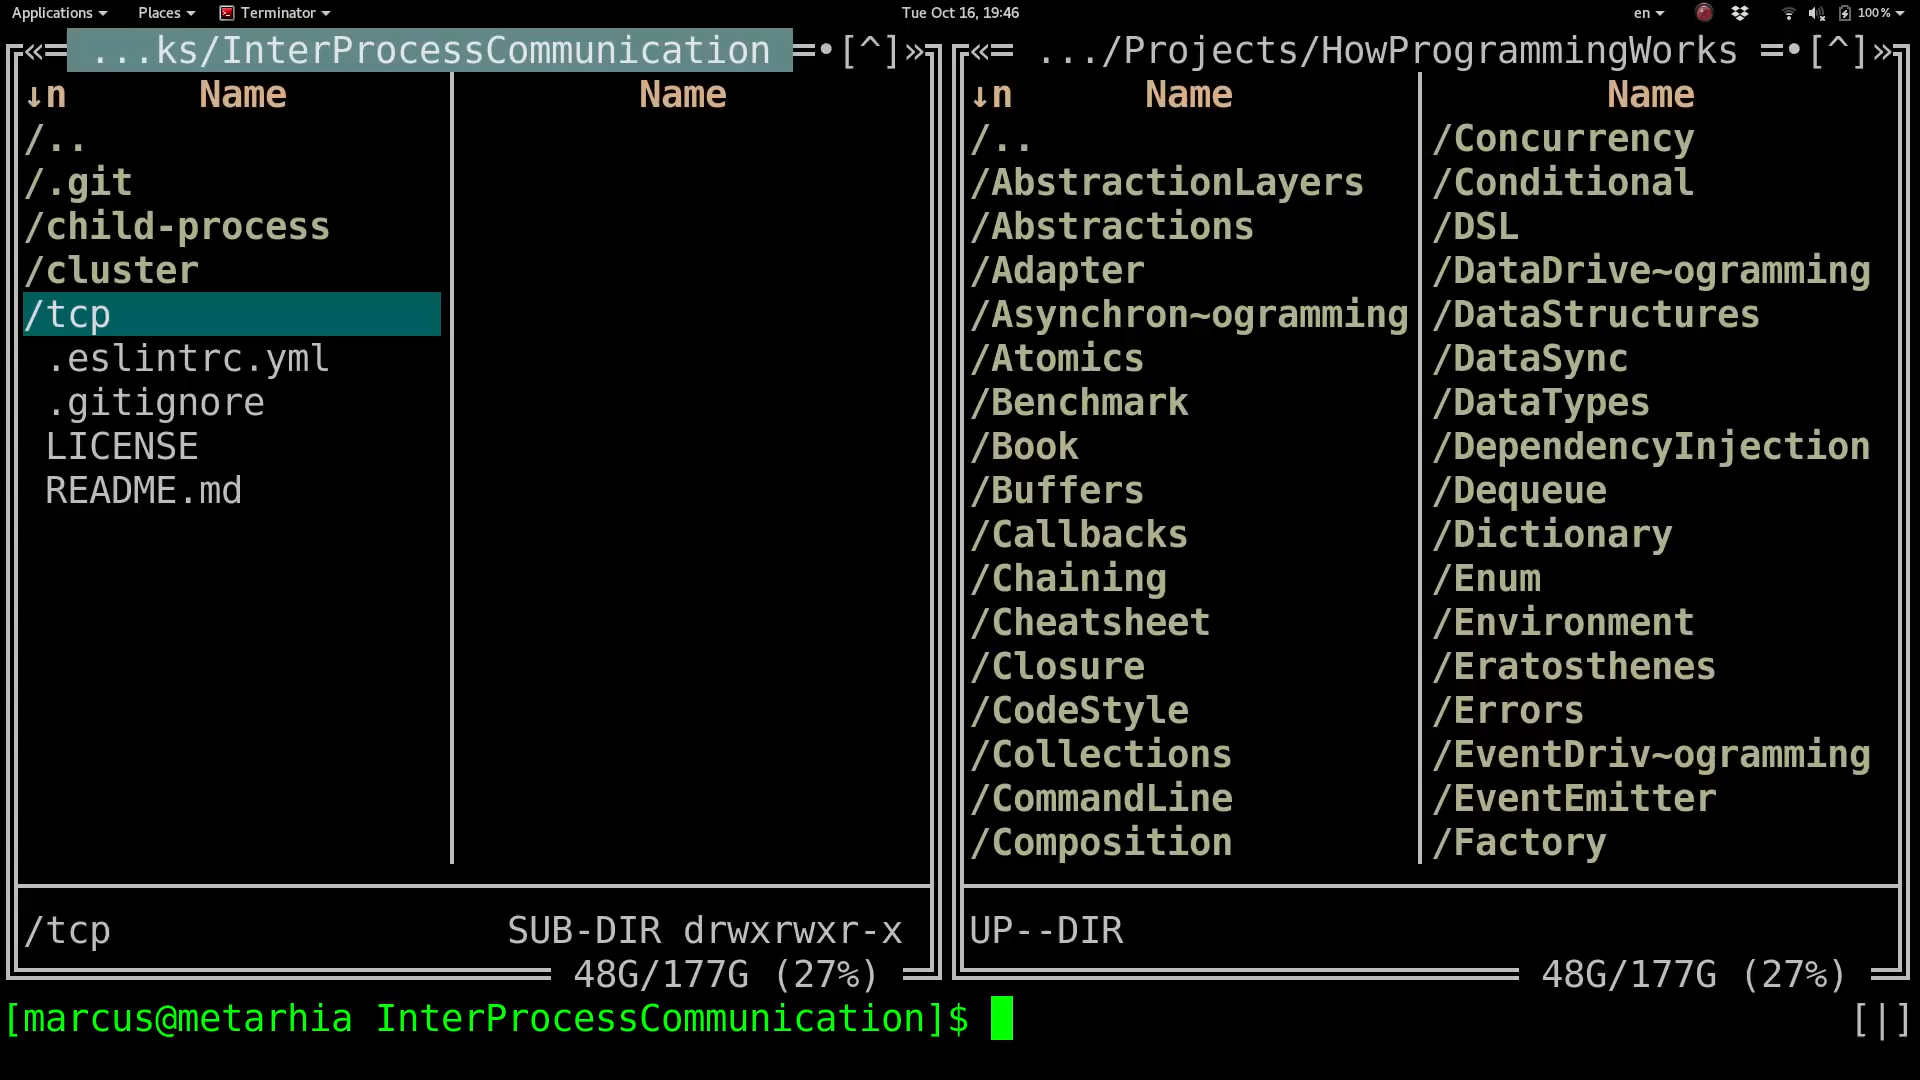 Applications Places Terminator Tue Oct 16, 19:46 en 100%
...ks/InterProcessCommunication =•[^]»
↓n Name Name
/..
/.git
/child-process
/cluster
/tcp
.eslintrc.yml
.gitignore
LICENSE
README.md
/tcp SUB-DIR drwxrwxr-x
48G/177G (27%)
.../Projects/HowProgrammingWorks =•[^]»
↓n Name Name
/..
/AbstractionLayers
/Abstractions
/Adapter
/Asynchron~ogramming
/Atomics
/Benchmark
/Book
/Buffers
/Callbacks
/Chaining
/Cheatsheet
/Closure
/CodeStyle
/Collections
/CommandLine
/Composition
/Concurrency
/Conditional
/DSL
/DataDrive~ogramming
/DataStructures
/DataSync
/DataTypes
/DependencyInjection
/Dequeue
/Dictionary
/Enum
/Environment
/Eratosthenes
/Errors
/EventDriv~ogramming
/EventEmitter
/Factory
UP--DIR
48G/177G (27%)
[marcus@metarhia InterProcessCommunication]$ [|]